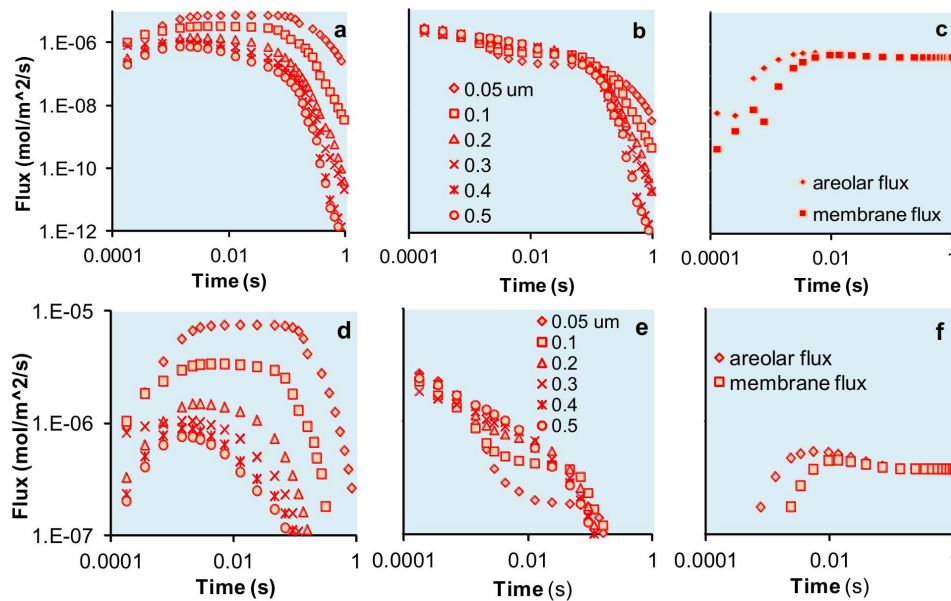 a
b
c
Flux (mol/m^2/s)
1.E-06
1.E-08
1.E-10
1.E-12
0.0001
0.01
1
Time (s)
0.05 um
0.1
0.2
0.3
0.4
0.5
0.0001
0.01
1
Time (s)
areolar flux
membrane flux
0.0001
0.01
1
Time (s)
d
e
f
Flux (mol/m^2/s)
1.E-05
1.E-06
1.E-07
0.0001
0.01
1
Time (s)
0.05 um
0.1
0.2
0.3
0.4
0.5
0.0001
0.01
1
Time (s)
areolar flux
membrane flux
0.0001
0.01
1
Time (s)